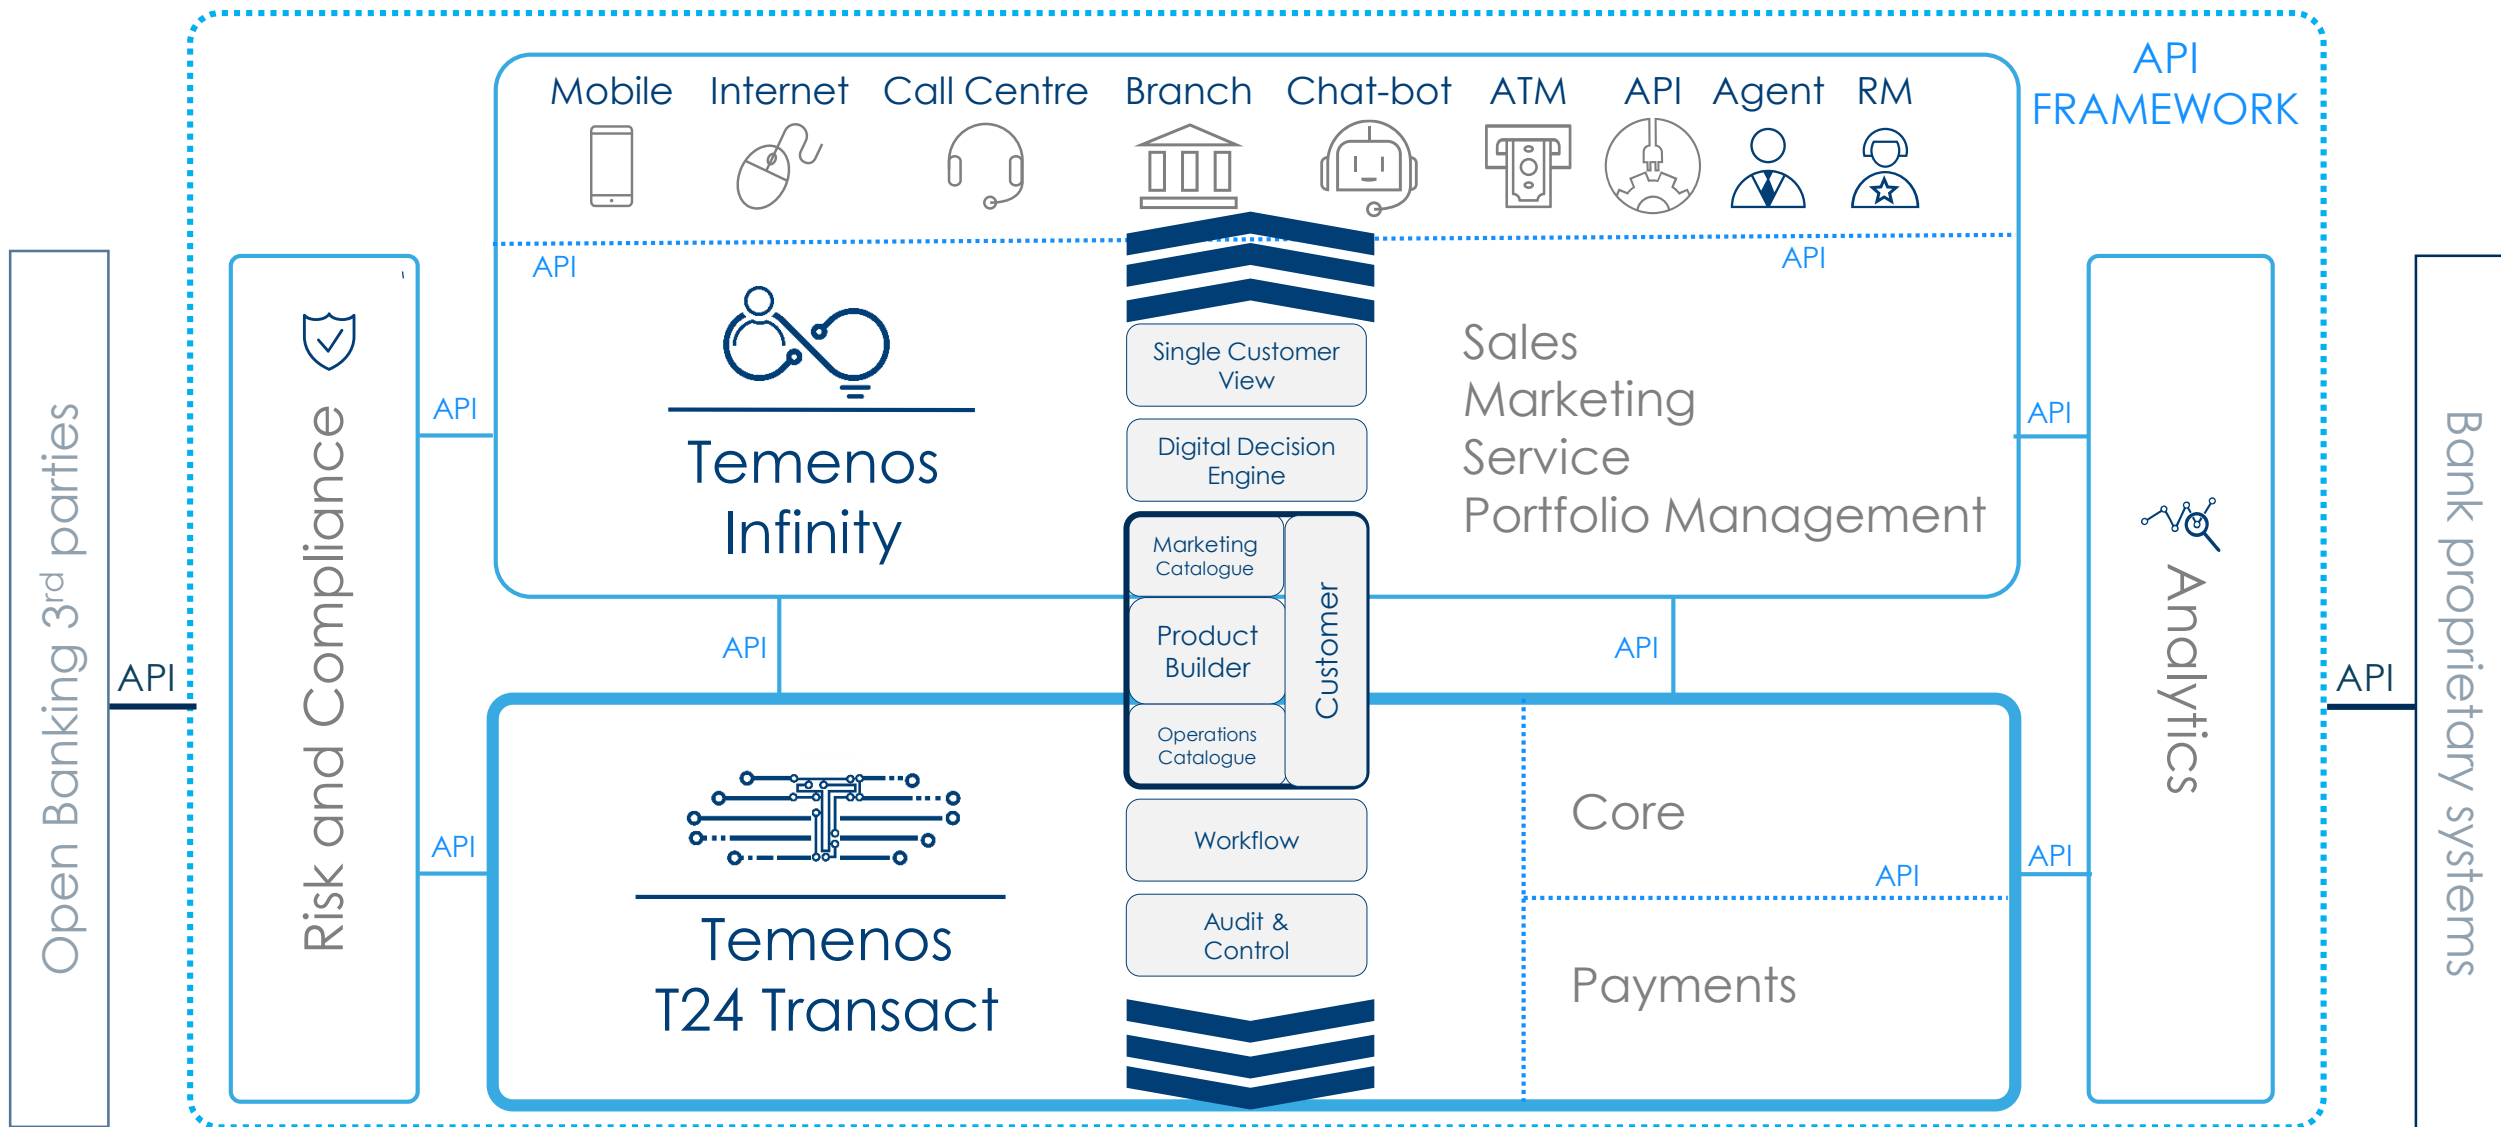 API
FRAMEWORK
Mobile
Internet
Call Centre
Branch
Chat-bot
ATM
API
Agent
RM
API
API
Open Banking 3rd parties
API
Risk and Compliance
API
API
Temenos
Infinity
Single Customer
View
Digital Decision
Engine
Sales
Marketing
Service
Portfolio Management
Marketing
Catalogue
Product
Builder
Operations
Catalogue
Customer
API
API
Temenos
T24 Transact
Workflow
Audit &
Control
Core
API
Payments
API
API
Analytics
API
Bank proprietary systems